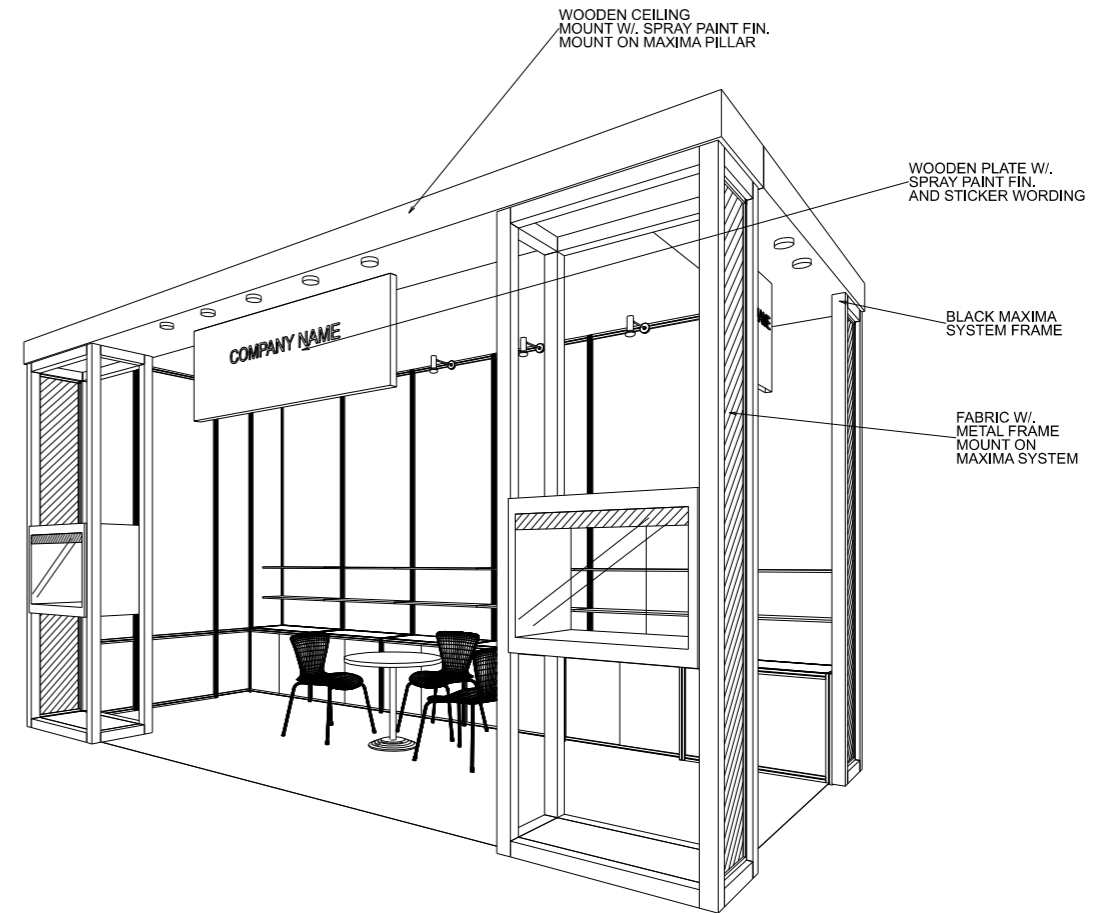 WOODEN CEILING
MOUNT W/. SPRAY PAINT FIN.
MOUNT ON MAXIMA PILLAR
WOODEN PLATE W/.
SPRAY PAINT FIN.
AND STICKER WORDING
BLACK MAXIMA
SYSTEM FRAME
FABRIC W/.
METAL FRAME
MOUNT ON
MAXIMA SYSTEM
COMPANY NAME